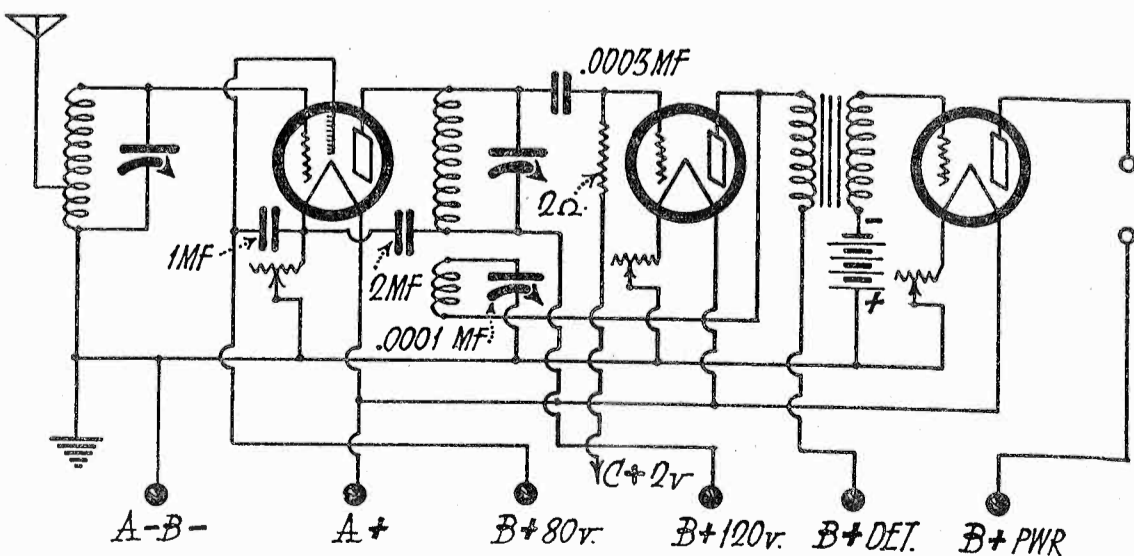 .0003MF
2Ω.
1MF
2MF
.0001 MF
C+2v
-
+
A-B-
A+
B+80v.
B+120v.
B+DET.
B+PWR